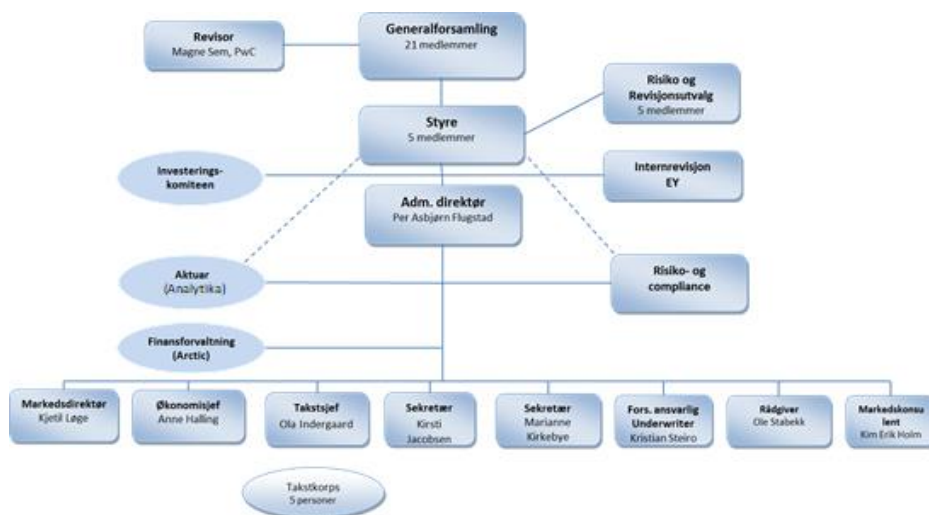 Generalforsamling
21 medlemmer
Revisor
Magne Sem, PwC
Risiko og
Revisjonsutvalg
5 medlemmer
Styre
5 medlemmer
Investerings-
komiteen
Internrevisjon
EY
Adm. direktør
Per Asbjørn Flugstad
Aktuar
(Analytika)
Risiko- og
compliance
Finansforvaltning
(Arctic)
Markedsdirektør
Kjetil Løge
Økonomisjef
Anne Halling
Takstsjef
Ola Indergaard
Sekretær
Kirsti
Jacobsen
Sekretær
Marianne
Kirkebye
Fors. ansvarlig
Underwriter
Kristian Steiro
Rådgiver
Ole Stabekk
Markedskonsu
lent
Kim Erik Holm
Takstkorps
5 personer